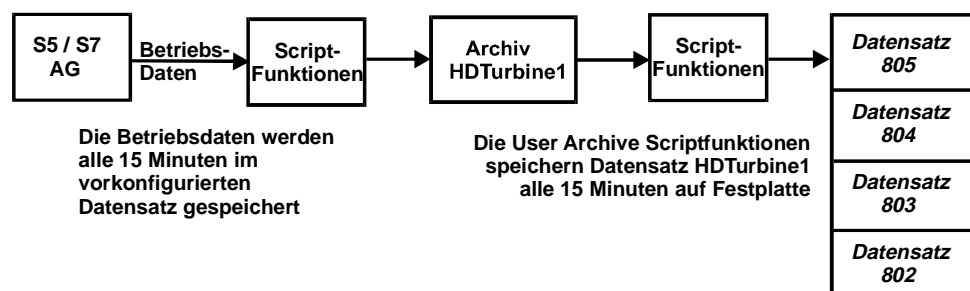 S5 / S7
AG
Betriebs-
Daten
Script-
Funktionen
Archiv
HDTurbine1
Script-
Funktionen
Datensatz
805
Datensatz
804
Datensatz
803
Datensatz
802
Die Betriebsdaten werden
alle 15 Minuten im
vorkonfigurierten
Datensatz gespeichert
Die User Archive Scriptfunktionen
speichern Datensatz HDTurbine1
alle 15 Minuten auf Festplatte